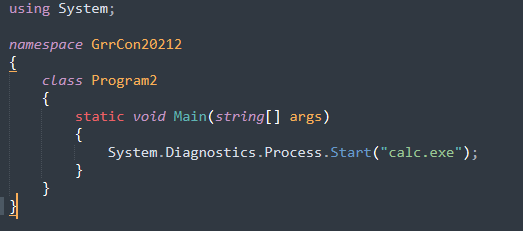 using System;
namespace GrrCon20212
{
class Program2
{
static void Main(string[] args)
{
System.Diagnostics.Process.Start("calc.exe");
}
}
}